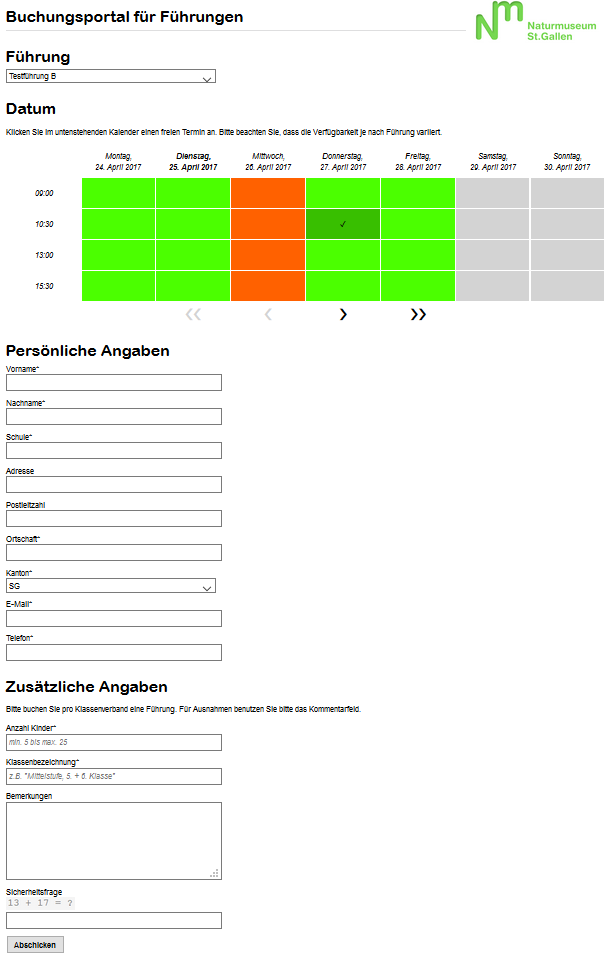 Buchungsportal für Führungen
Naturmuseum
St.Gallen
Führung
Testführung B
Datum
Klicken Sie im untenstehenden Kalender einen freien Termin an. Bitte beachten Sie, dass die Verfügbarkeit je nach Führung variiert.
Montag, Dienstag, Mittwoch, Donnerstag, Freitag, Samstag, Sonntag,
24. April 2017 25. April 2017 26. April 2017 27. April 2017 28. April 2017 29. April 2017 30. April 2017
09:00
10:30 ✓
13:00
15:30
Persönliche Angaben
Vorname*
Nachname*
Schule*
Adresse
Postleitzahl
Ortschaft*
Kanton*
SG
E-Mail*
Telefon*
Zusätzliche Angaben
Bitte buchen Sie pro Klassenverband eine Führung. Für Ausnahmen benutzen Sie bitte das Kommentarfeld.
Anzahl Kinder*
min. 5 bis max. 25
Klassenbezeichnung*
z.B. "Mittelstufe, 5. + 6. Klasse"
Bemerkungen
Sicherheitsfrage
13 + 17 = ?
Abschicken